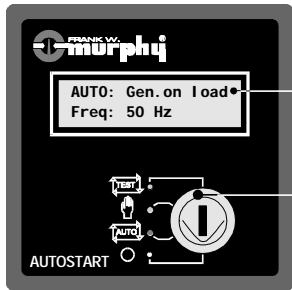 FRANK W.
murphy
AUTO: Gen.on load
Freq: 50 Hz
TEST
AUTO
AUTOSTART